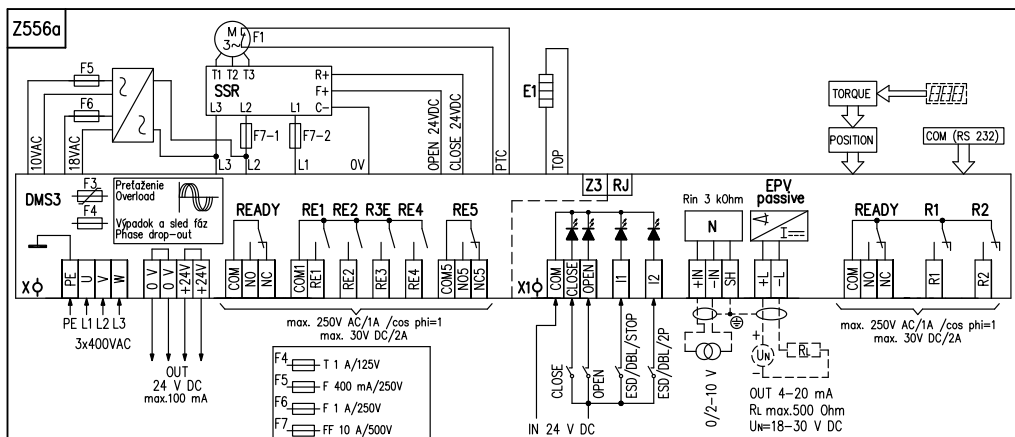 Z556a
M
3~
F1
F5
F6
T1 T2 T3
SSR
R+
F+
C-
L3 L2 L1
F7-1
F7-2
E1
TORQUE
POSITION
COM (RS 232)
10VAC
18VAC
L3 L2 L1
0V
OPEN 24VDC
CLOSE 24VDC
PTC
TOP
DMS3
F3
F4
Preťaženie
Overload
Výpadok a sled fáz
Phase drop-out
READY
RE1 RE2 R3E RE4
RE5
Z3 RJ
Rin 3 kOhm
N
EPV
passive
I
READY R1 R2
X
PE U V W
0 V 0 V +24V +24V
COM NO NC
COM1 RE1 RE2 RE3 RE4
COM5 NO5 NC5
X1
COM CLOSE OPEN I1 I2
+IN -IN SH
+L -L
COM NO NC R1 R2
PE L1 L2 L3
3x400VAC
OUT
24 V DC
max.100 mA
max. 250V AC/1A /cos phi=1
max. 30V DC/2A
F4 T 1 A/125V
F5 F 400 mA/250V
F6 F 1 A/250V
F7 FF 10 A/500V
CLOSE
OPEN
ESD/DBL/STOP
ESD/DBL/2P
IN 24 V DC
0/2-10 V
+
UN
-
RL
OUT 4-20 mA
RL max.500 Ohm
UN=18-30 V DC
max. 250V AC/1A /cos phi=1
max. 30V DC/2A